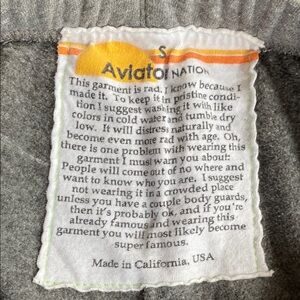 S
Aviator NATION
This garment is rad. I know because I
made it. To keep it in pristine condi-
tion I suggest washing it with like
colors in cold water and tumble dry
low. It will distress naturally and
become even more rad with age. Oh,
there is one problem with wearing this
garment I must warn you about:
People will come out of no where and
want to know who you are. I suggest
not wearing it in a crowded place
unless you have a couple body guards,
then it's probably ok, and if you're
already famous and wearing this
garment you will most likely become
super famous.
Made in California, USA